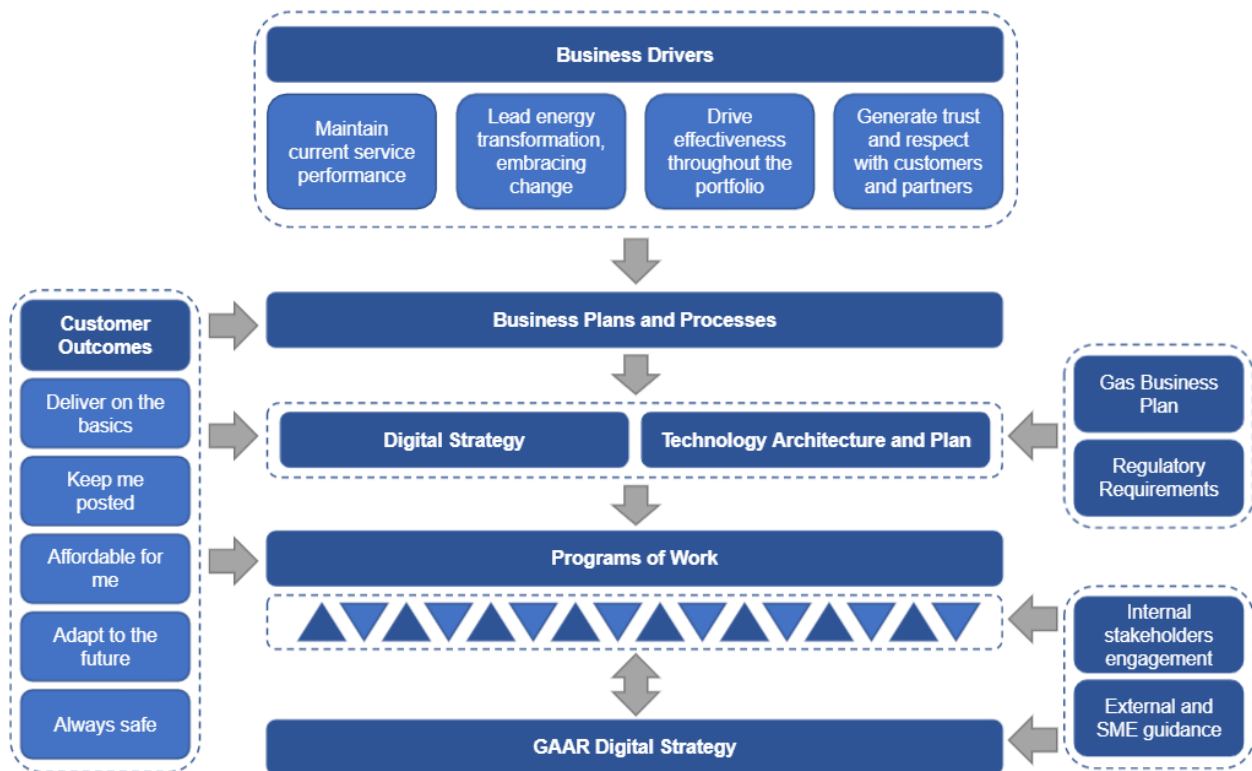 Business Drivers
Maintain
current service
performance
Lead energy
transformation,
embracing
change
Drive
effectiveness
throughout the
portfolio
Generate trust
and respect
with customers
and partners
Customer
Outcomes
Deliver on the
basics
Keep me
posted
Affordable for
me
Adapt to the
future
Always safe
Business Plans and Processes
Digital Strategy
Technology Architecture and Plan
Gas Business
Plan
Regulatory
Requirements
Programs of Work
Internal
stakeholders
engagement
External and
SME guidance
GAAR Digital Strategy